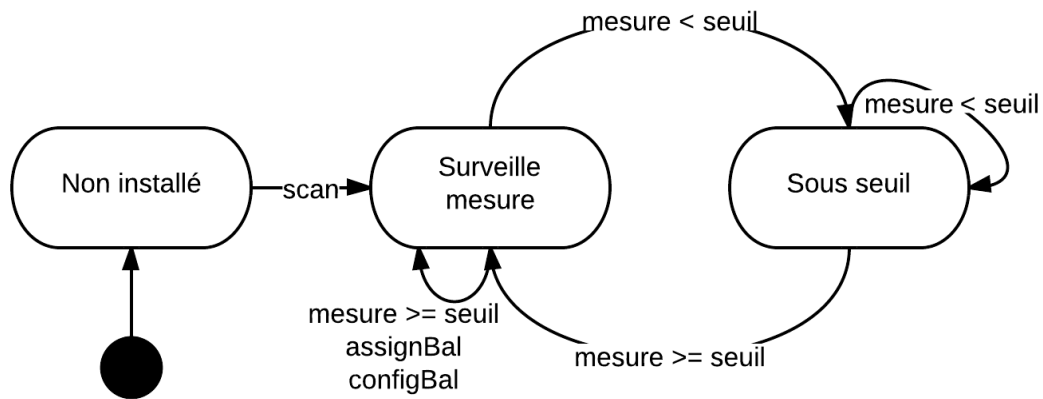 mesure < seuil
mesure < seuil
Non installé
scan
Surveille
mesure
Sous seuil
mesure >= seuil
assignBal
configBal
mesure >= seuil